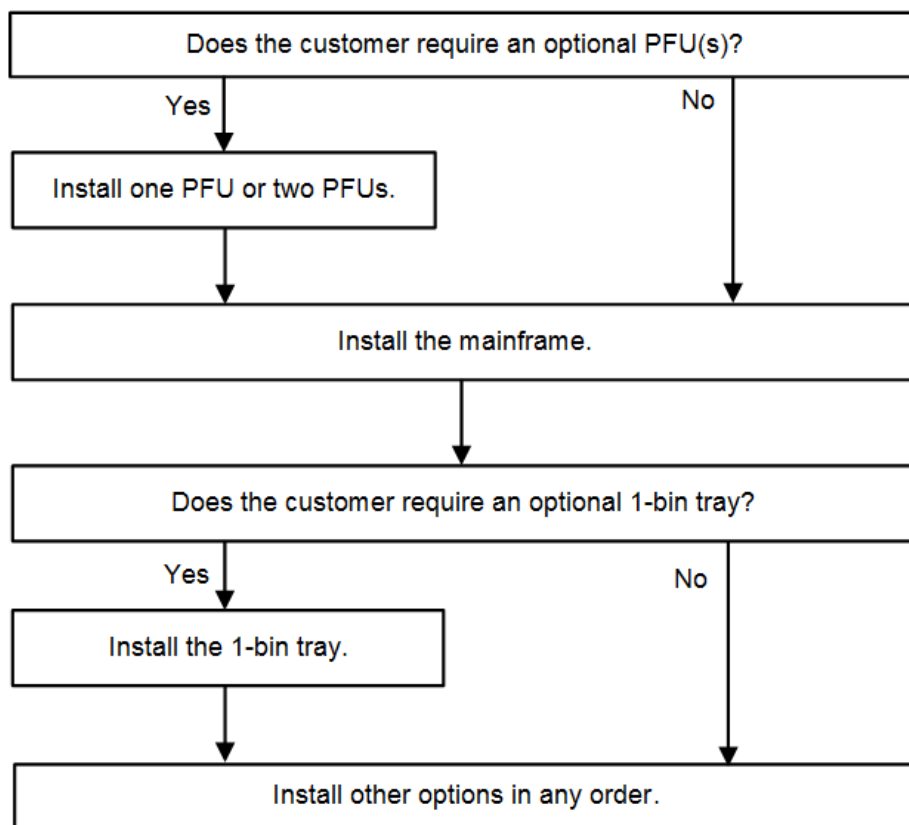 Does the customer require an optional PFU(s)?
Yes
No
Install one PFU or two PFUs.
Install the mainframe.
Does the customer require an optional 1-bin tray?
Yes
No
Install the 1-bin tray.
Install other options in any order.